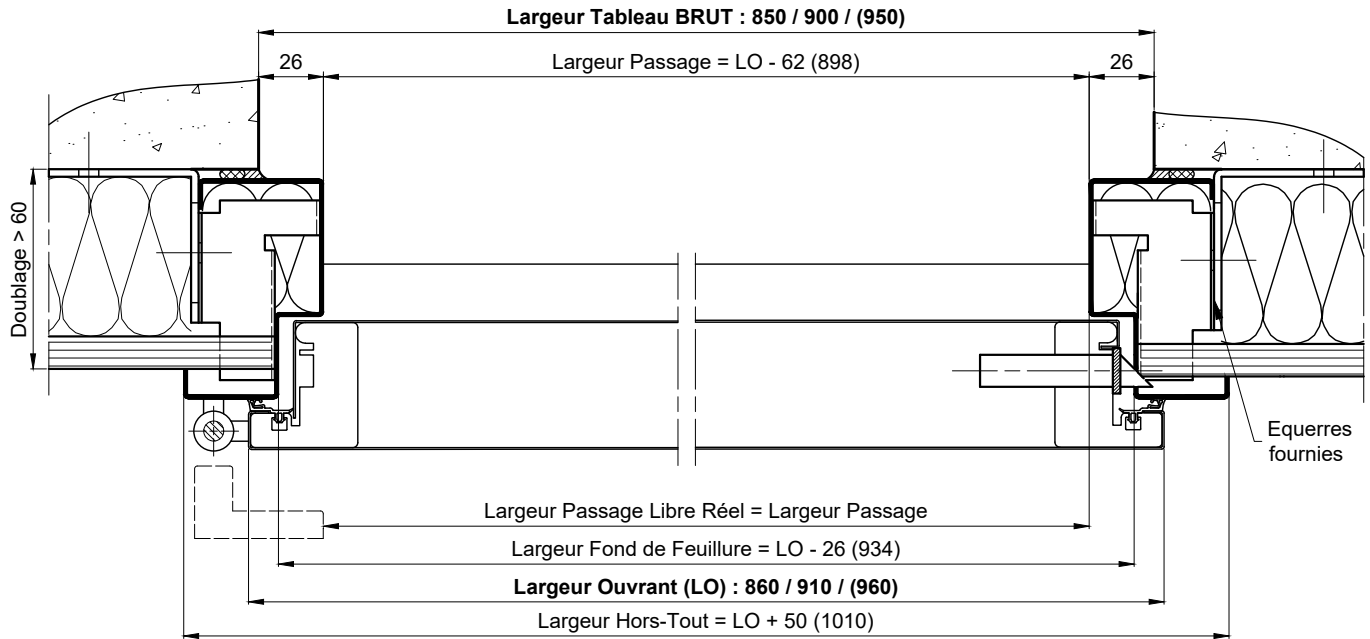 Largeur Tableau BRUT : 850 / 900 / (950)
26
Largeur Passage = LO - 62 (898)
26
Doublage > 60
Equerres
fournies
Largeur Passage Libre Réel = Largeur Passage
Largeur Fond de Feuillure = LO - 26 (934)
Largeur Ouvrant (LO) : 860 / 910 / (960)
Largeur Hors-Tout = LO + 50 (1010)